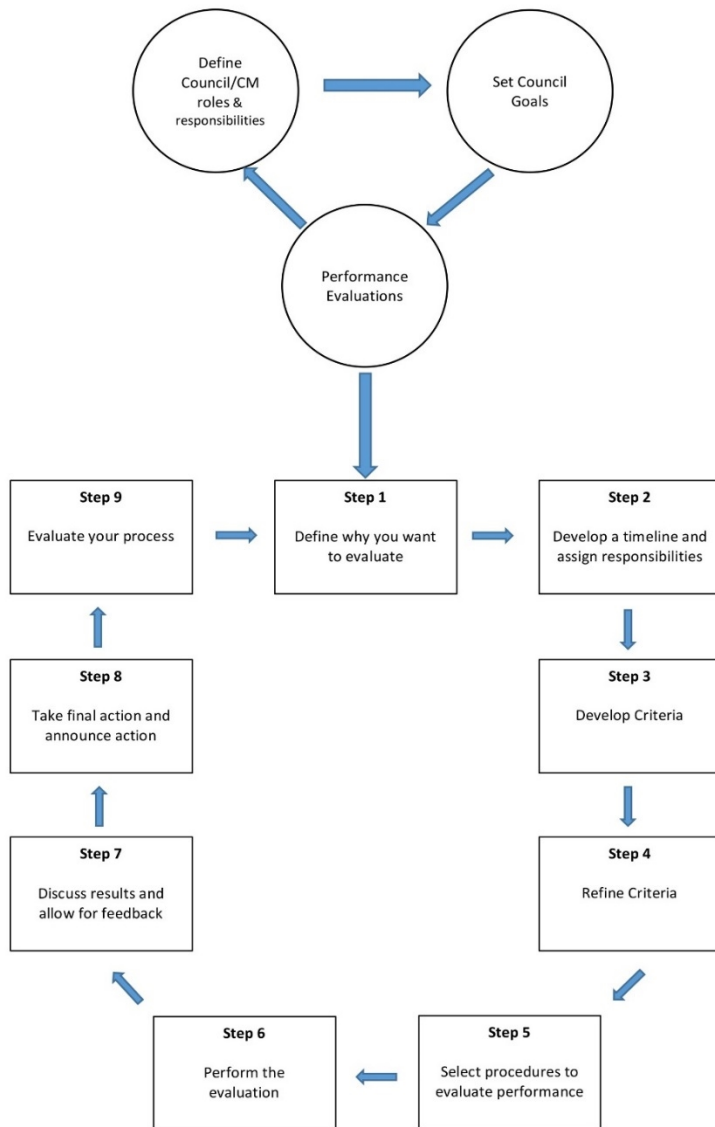 Define
Council/CM
roles &
responsibilities
Set Council
Goals
Performance
Evaluations
Step 9
Evaluate your process
Step 1
Define why you want
to evaluate
Step 2
Develop a timeline and
assign responsibilities
Step 8
Take final action and
announce action
Step 3
Develop Criteria
Step 7
Discuss results and
allow for feedback
Step 4
Refine Criteria
Step 6
Perform the
evaluation
Step 5
Select procedures to
evaluate performance